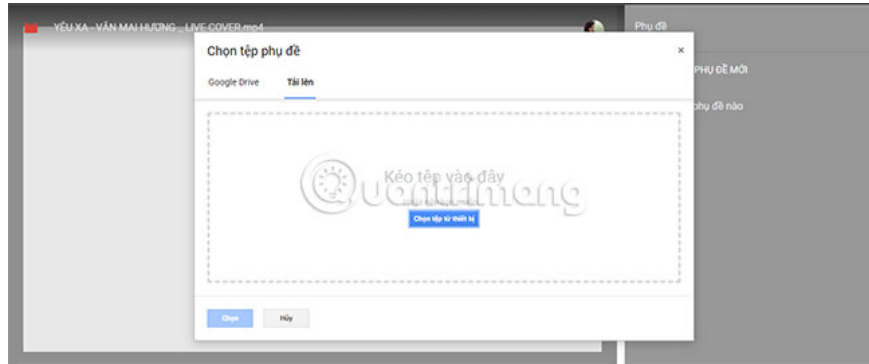 YÊU XA - VĂN MAI HƯƠNG _ LIVE COVER.mp4
Phụ đề
Chọn tệp phụ đề
×
PHỤ ĐỀ MỚI
Google Drive
Tải lên
phụ đề nào
Kéo tệp vào đây
Quantrimang
Chọn tệp từ thiết bị
Chọn
Hủy